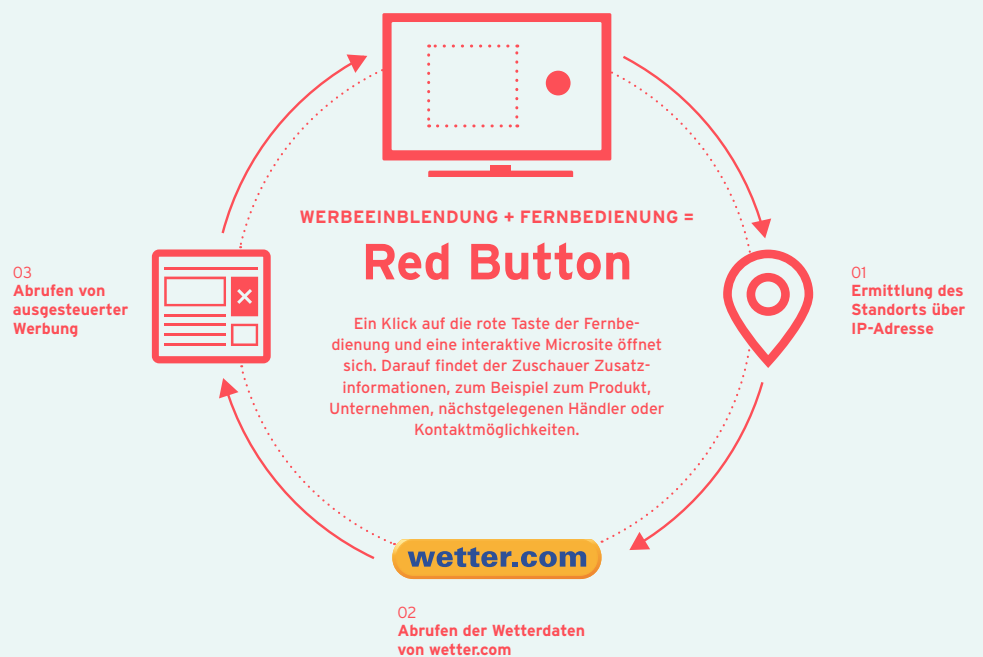 WERBEEINBLENDUNG + FERNBEDIENUNG =
Red Button
Ein Klick auf die rote Taste der Fernbe-
dienung und eine interaktive Microsite öffnet
sich. Darauf findet der Zuschauer Zusatz-
informationen, zum Beispiel zum Produkt,
Unternehmen, nächstgelegenen Händler oder
Kontaktmöglichkeiten.
01
Ermittlung des
Standorts über
IP-Adresse
wetter.com
02
Abrufen der Wetterdaten
von wetter.com
03
Abrufen von
ausgesteuerter
Werbung